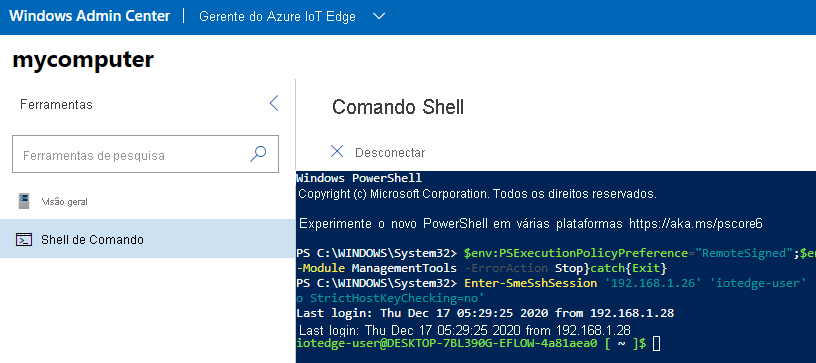 Windows Admin Center | Gerente do Azure IoT Edge
mycomputer
Ferramentas
Comando Shell
Ferramentas de pesquisa
Desconectar
Visão geral
Shell de Comando
Windows PowerShell
Copyright (c) Microsoft Corporation. Todos os direitos reservados.
Experimente o novo PowerShell em várias plataformas https://aka.ms/pscore6
PS C:\WINDOWS\System32> $env:PSExecutionPolicyPreference="RemoteSigned";$en
-Module ManagementTools -ErrorAction Stop}catch{Exit}
PS C:\WINDOWS\System32> Enter-SmeSshSession '192.168.1.26' 'iotedge-user'
o StrictHostKeyChecking=no'
Last login: Thu Dec 17 05:29:25 2020 from 192.168.1.28
Last login: Thu Dec 17 05:29:25 2020 from 192.168.1.28
iotedge-user@DESKTOP-7BL390G-EFLOW-4a81aea0 [ ~ ]$